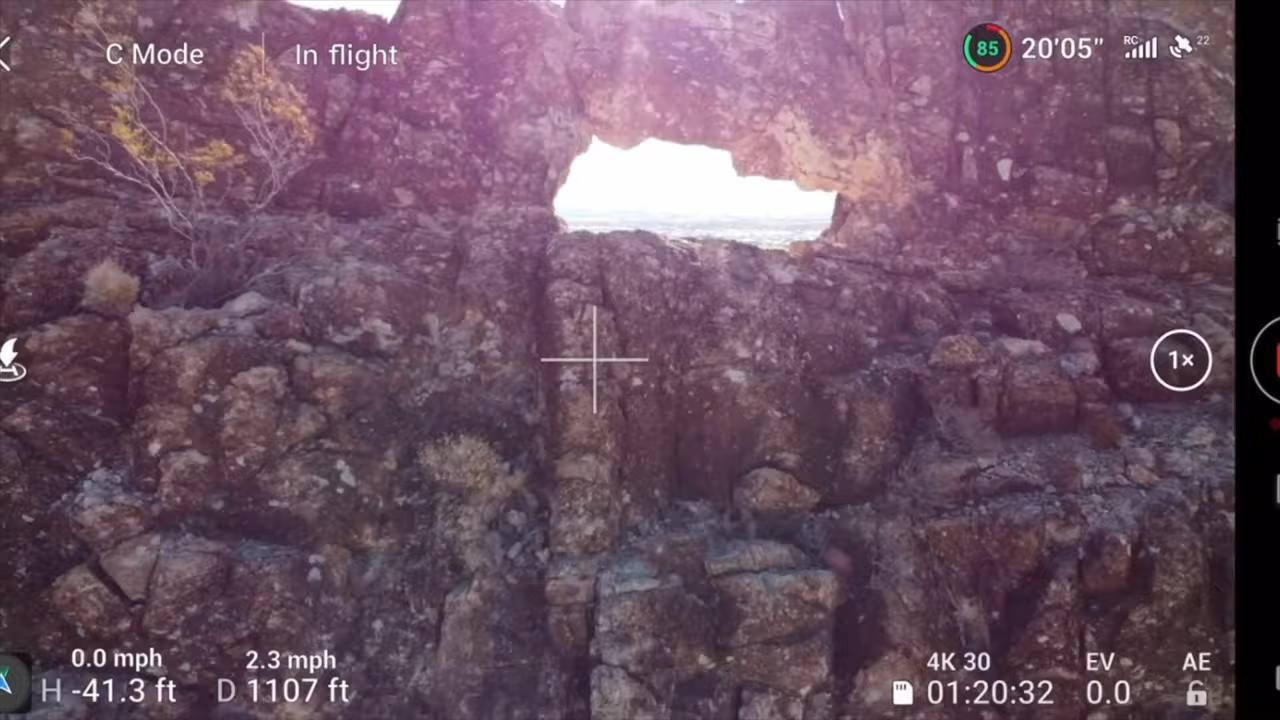 C Mode | In flight
85 20'05" RC 22
1×
0.0 mph 2.3 mph
H -41.3 ft D 1107 ft
4K 30 EV AE
01:20:32 0.0